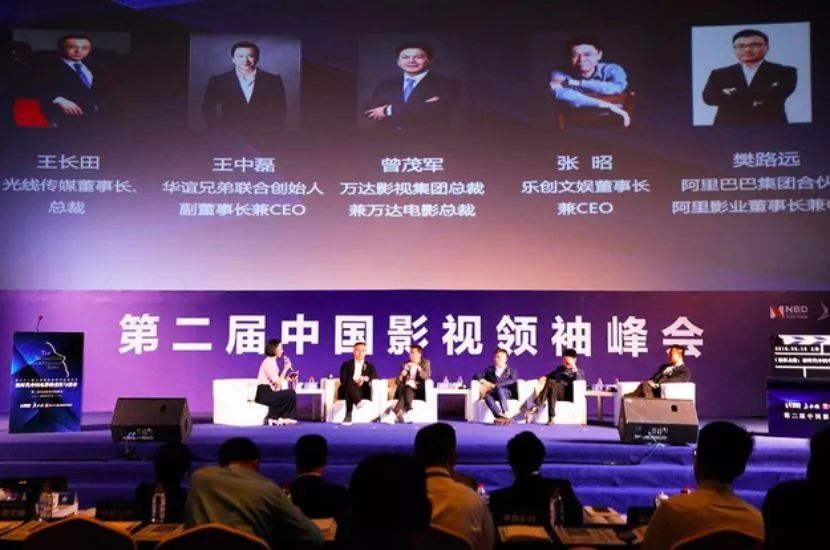 王长田
光线传媒董事长、
总裁
王中磊
华谊兄弟联合创始人
副董事长兼CEO
曾茂军
万达影视集团总裁
兼万达电影总裁
张 昭
乐创文娱董事长
兼CEO
樊路远
阿里巴巴集团合伙
阿里影业董事长兼
第二届中国影视领袖峰会
NBD